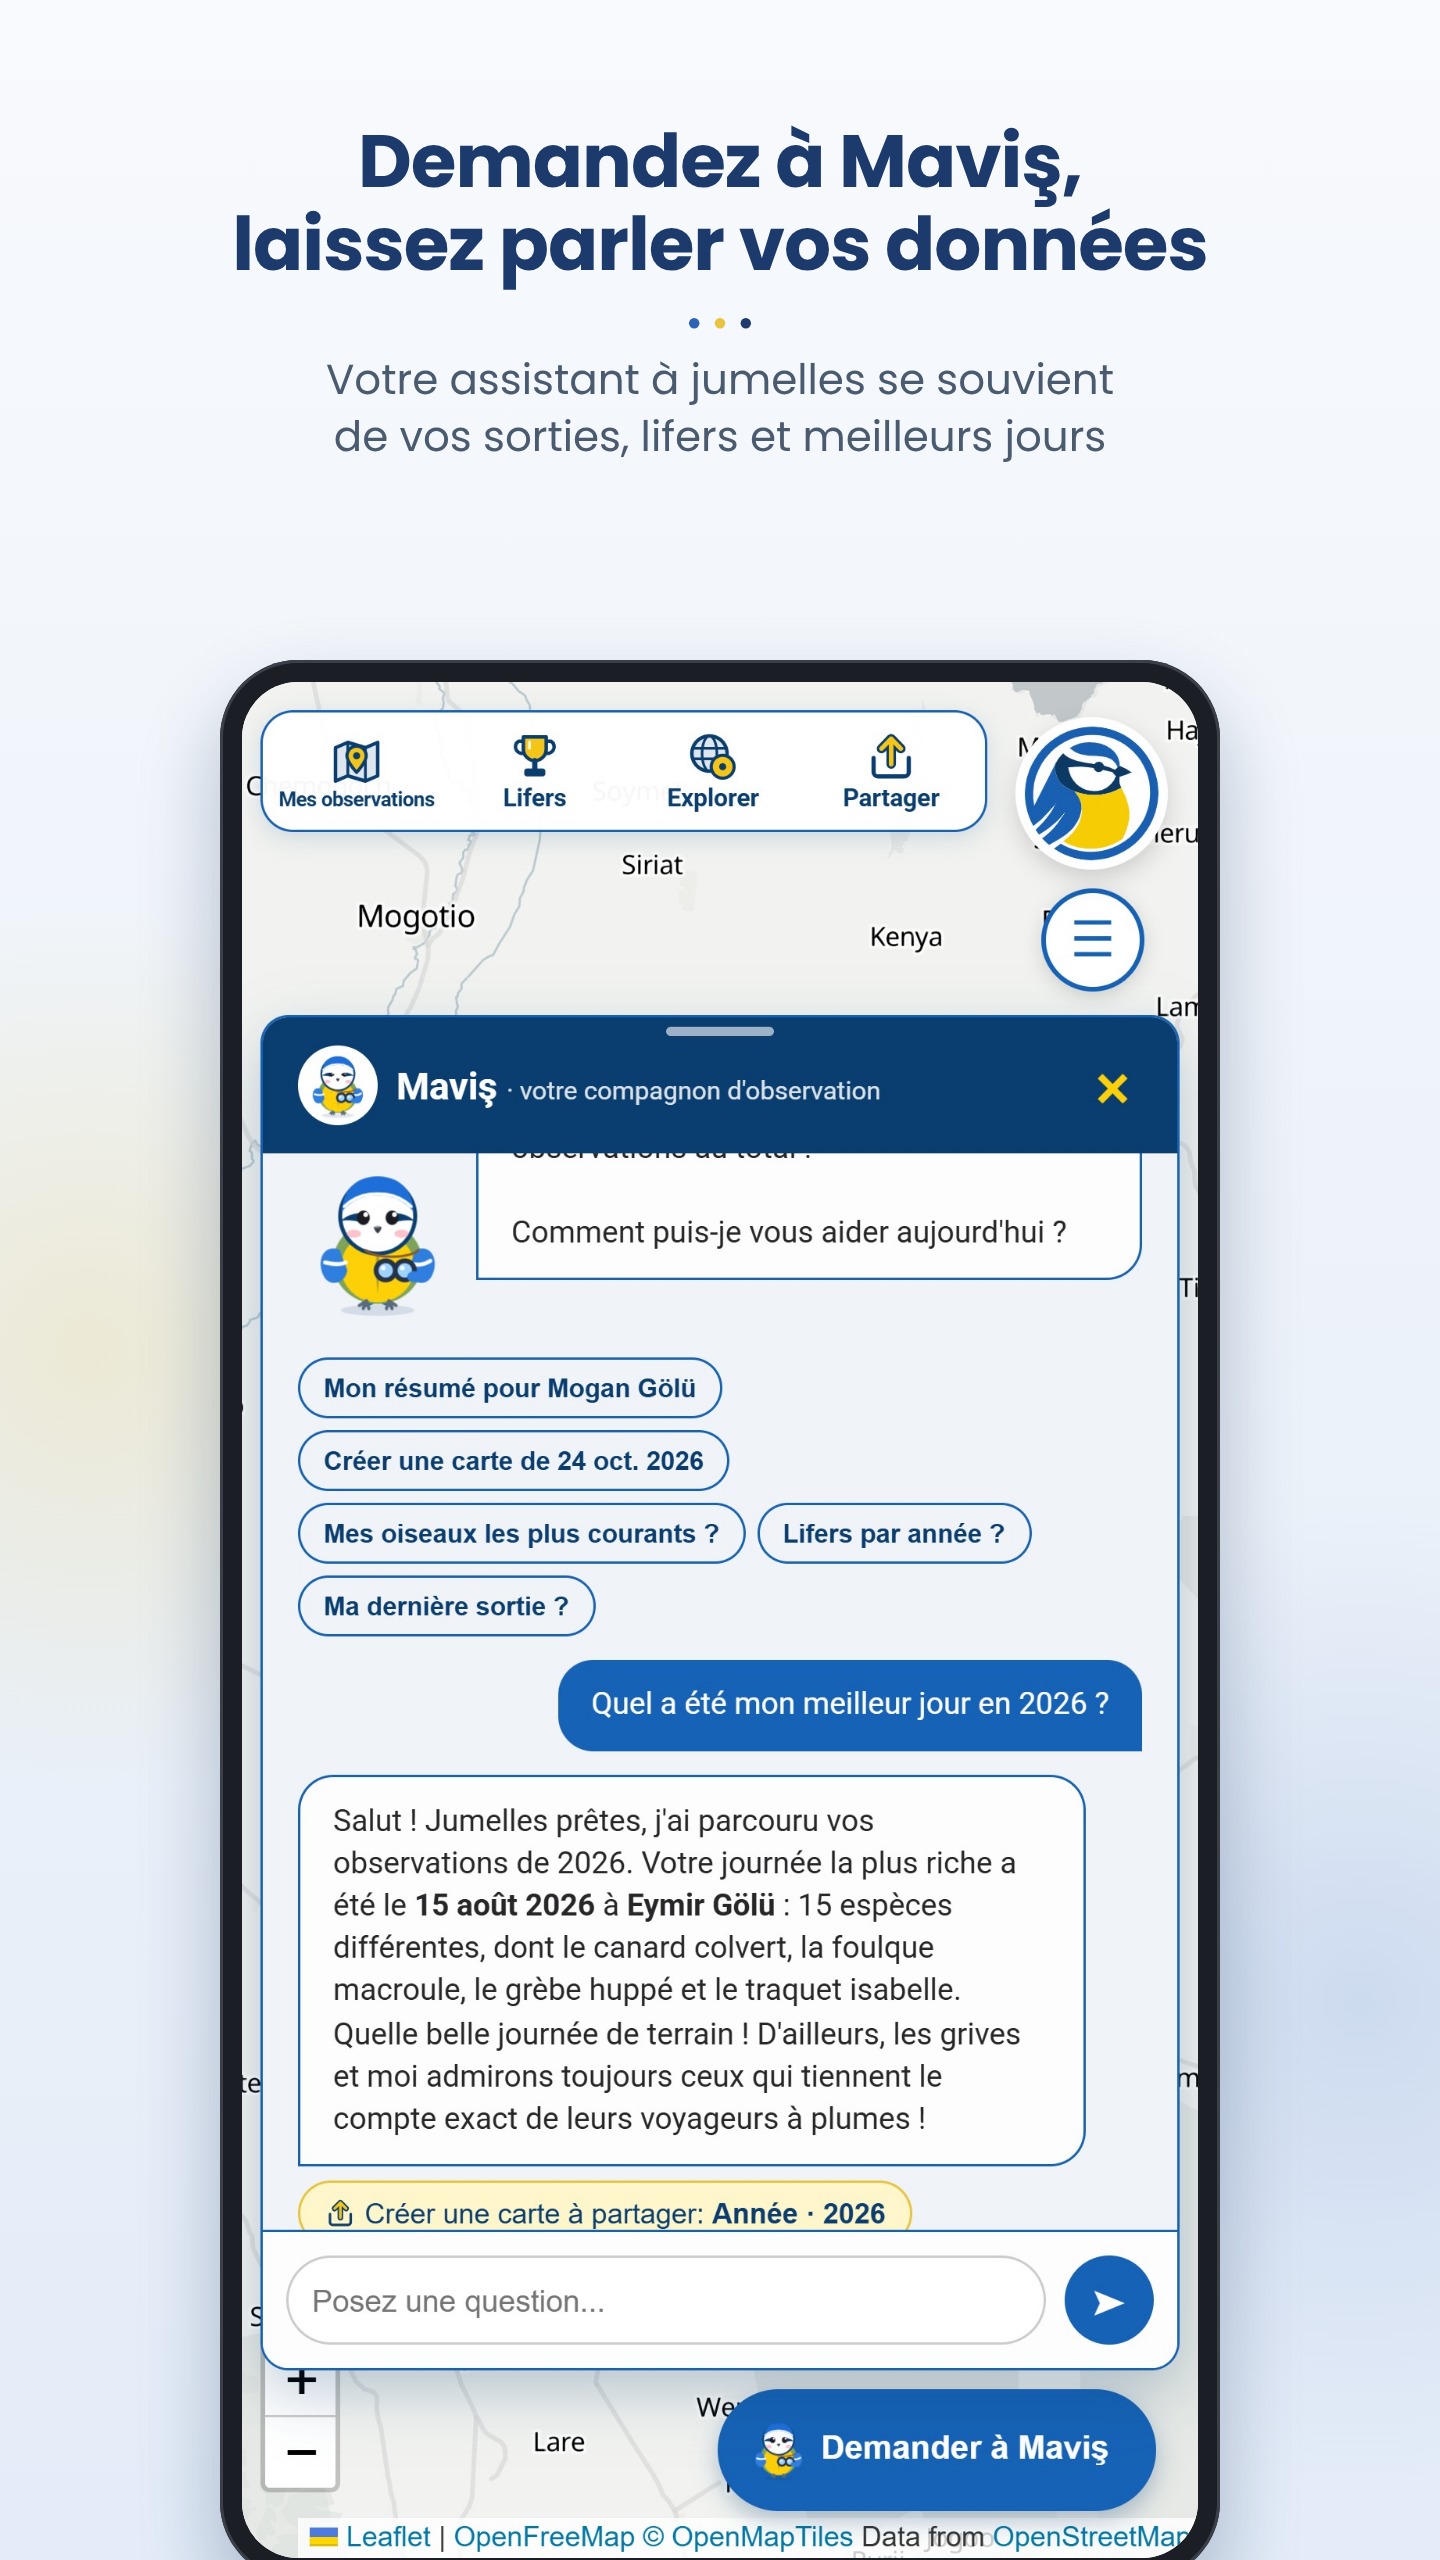 Demandez à Maviş,
laissez parler vos données
Votre assistant à jumelles se souvient
de vos sorties, lifers et meilleurs jours
Mes observations
Lifers
Explorer
Partager
Siriat
Mogotio
Kenya
Maviş · votre compagnon d'observation
observations au total !
Comment puis-je vous aider aujourd'hui ?
Mon résumé pour Mogan Gölü
Créer une carte de 24 oct. 2026
Mes oiseaux les plus courants ?
Lifers par année ?
Ma dernière sortie ?
Quel a été mon meilleur jour en 2026 ?
Salut ! Jumelles prêtes, j'ai parcouru vos
observations de 2026. Votre journée la plus riche a
été le 15 août 2026 à Eymir Gölü : 15 espèces
différentes, dont le canard colvert, la foulque
macroule, le grèbe huppé et le traquet isabelle.
Quelle belle journée de terrain ! D'ailleurs, les grives
et moi admirons toujours ceux qui tiennent le
compte exact de leurs voyageurs à plumes !
Créer une carte à partager: Année · 2026
Posez une question...
Lare
Demander à Maviş
Leaflet | OpenFreeMap © OpenMapTiles Data from OpenStreetMap